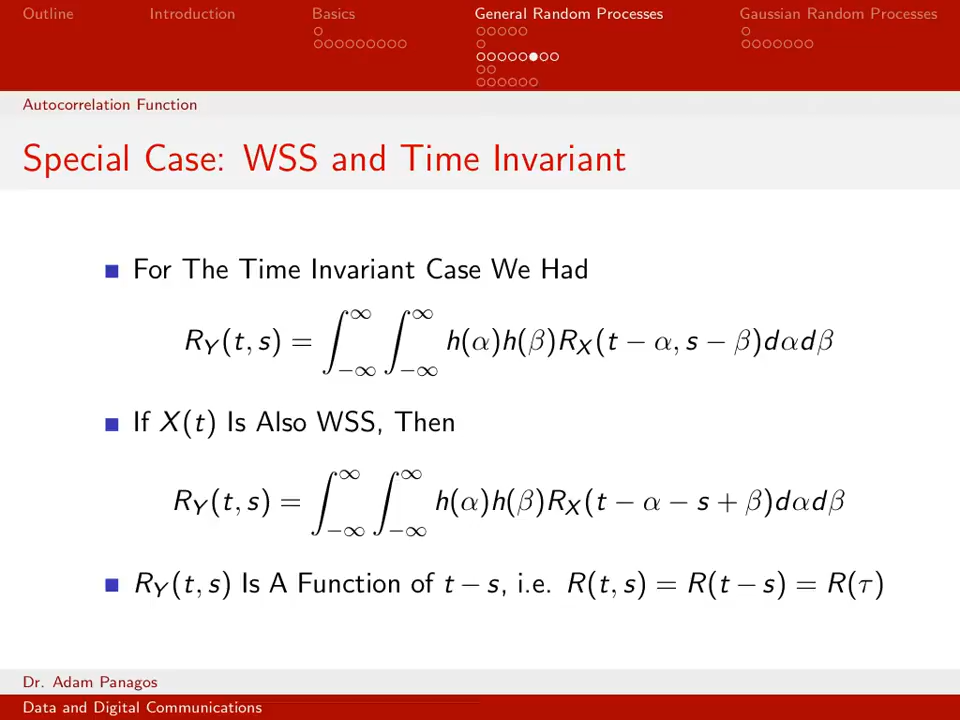 Outline Introduction Basics General Random Processes Gaussian Random Processes
Autocorrelation Function
Special Case: WSS and Time Invariant
For The Time Invariant Case We Had
R_Y(t, s) = ∫_{−∞}^{∞} ∫_{−∞}^{∞} h(α)h(β)R_X(t − α, s − β)dαdβ
If X(t) Is Also WSS, Then
R_Y(t, s) = ∫_{−∞}^{∞} ∫_{−∞}^{∞} h(α)h(β)R_X(t − α − s + β)dαdβ
R_Y(t, s) Is A Function of t − s, i.e. R(t, s) = R(t − s) = R(τ)
Dr. Adam Panagos
Data and Digital Communications